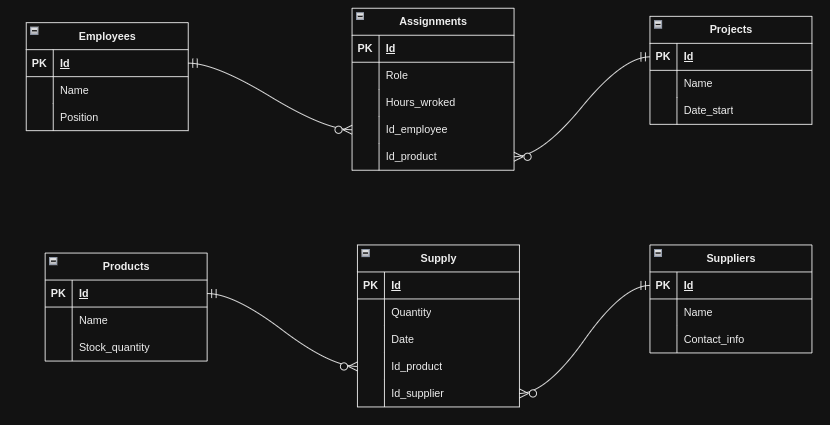 Employees
PK Id
Name
Position
Assignments
PK Id
Role
Hours_wroked
Id_employee
Id_product
Projects
PK Id
Name
Date_start
Products
PK Id
Name
Stock_quantity
Supply
PK Id
Quantity
Date
Id_product
Id_supplier
Suppliers
PK Id
Name
Contact_info